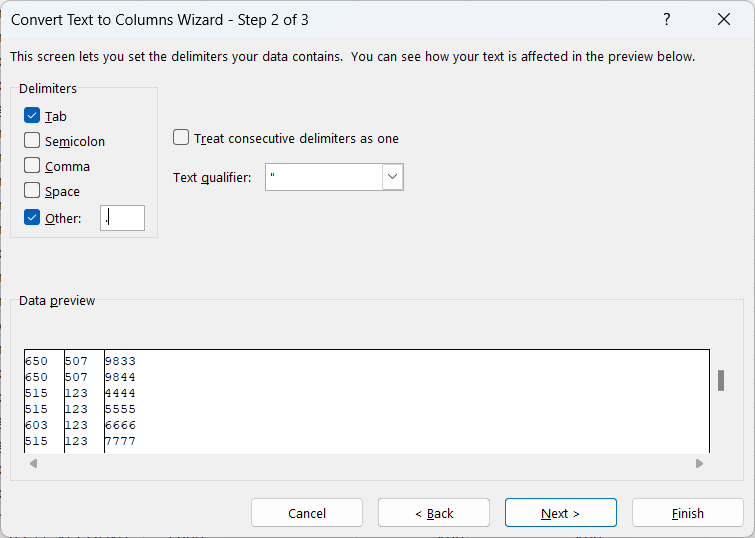 Convert Text to Columns Wizard - Step 2 of 3
?
This screen lets you set the delimiters your data contains. You can see how your text is affected in the preview below.
Delimiters
Tab
Semicolon
Comma
Space
Other: .
Treat consecutive delimiters as one
Text qualifier: "
Data preview
650 507 9833
650 507 9844
515 123 4444
515 123 5555
603 123 6666
515 123 7777
Cancel < Back Next > Finish